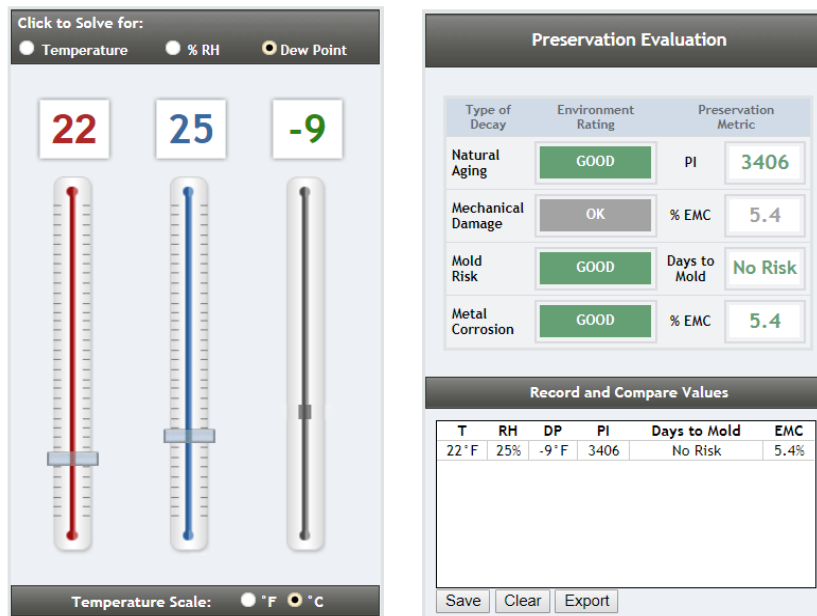 Click to Solve for:
Temperature % RH Dew Point
22 25 -9
Temperature Scale: °F °C
Preservation Evaluation
Type of Decay Environment Rating Preservation Metric
Natural Aging GOOD PI 3406
Mechanical Damage OK % EMC 5.4
Mold Risk GOOD Days to Mold No Risk
Metal Corrosion GOOD % EMC 5.4
Record and Compare Values
T RH DP PI Days to Mold EMC
22°F 25% -9°F 3406 No Risk 5.4%
Save Clear Export